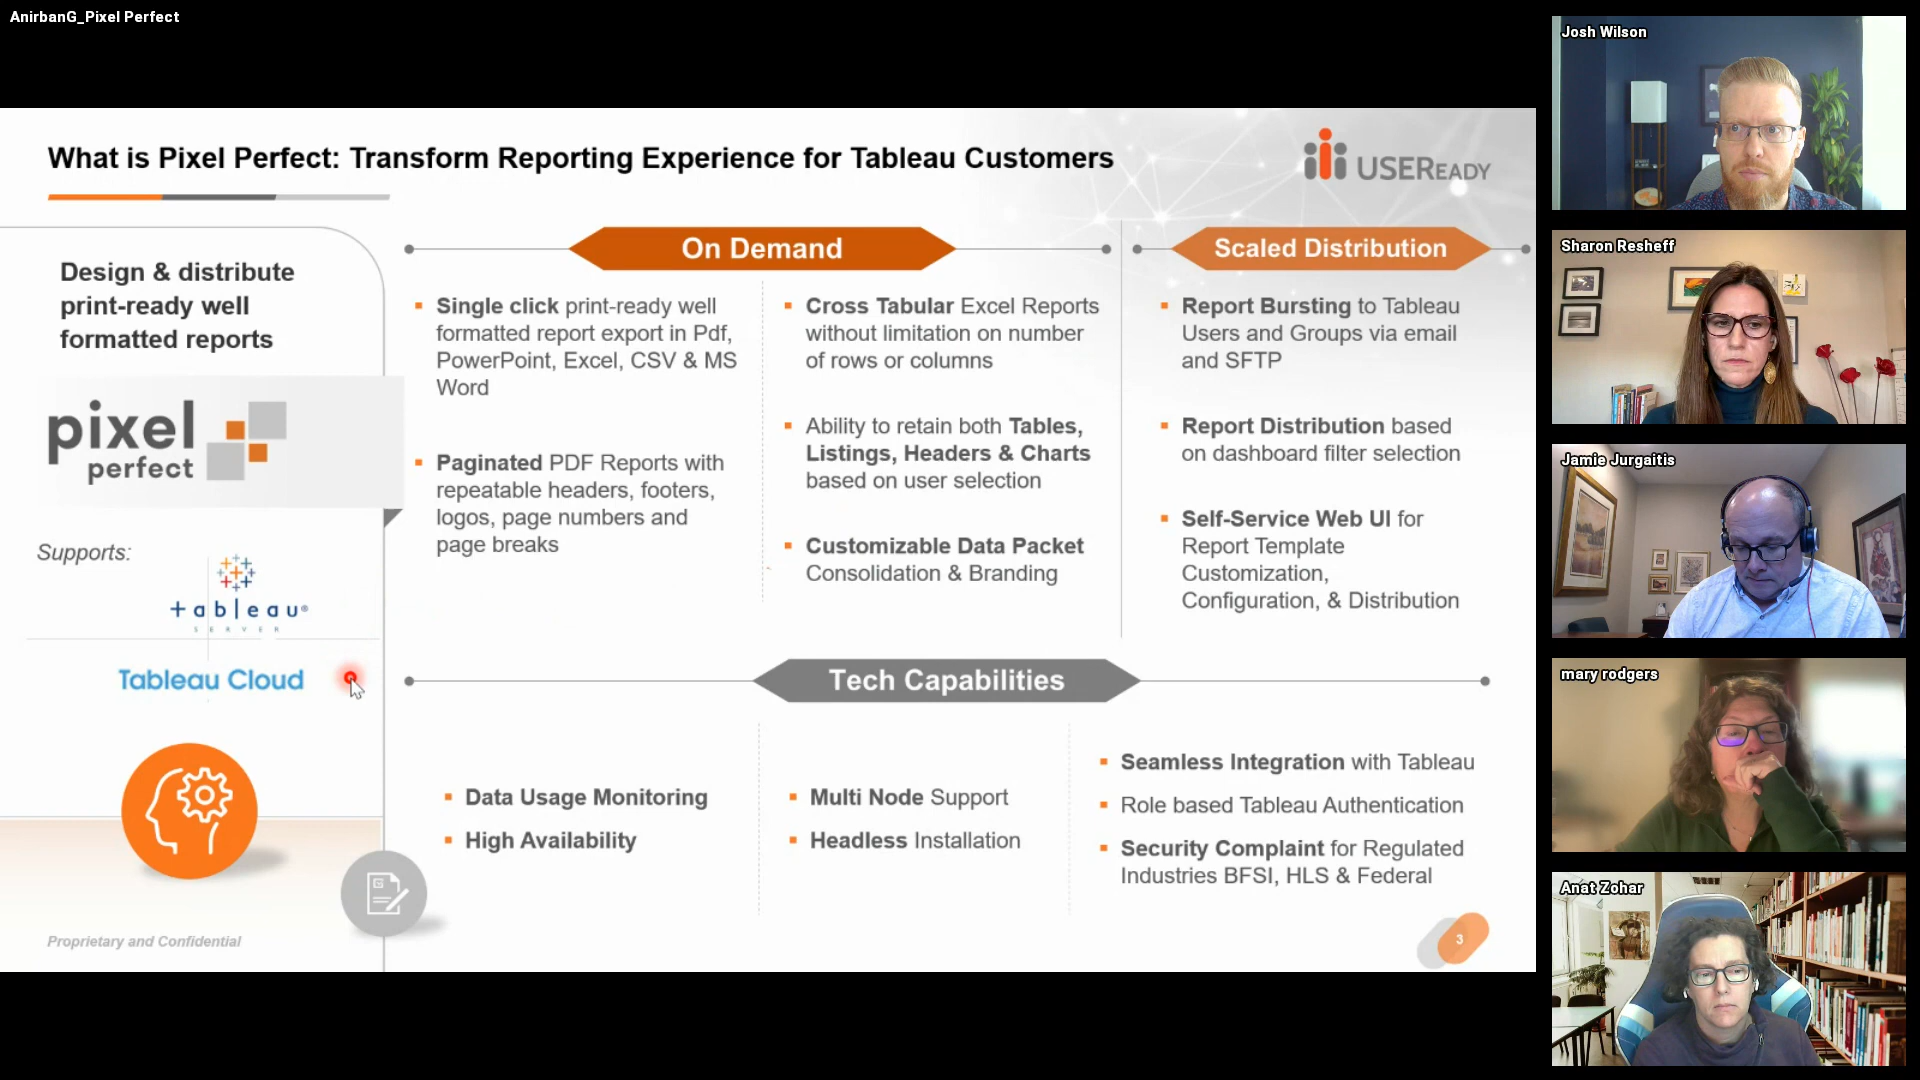 AnirbanG_Pixel Perfect
What is Pixel Perfect: Transform Reporting Experience for Tableau Customers
USEREADY
Design & distribute
print-ready well
formatted reports
pixel
perfect
Supports:
+ableau®
SERVER
Tableau Cloud
Proprietary and Confidential
On Demand
Single click print-ready well
formatted report export in Pdf,
PowerPoint, Excel, CSV & MS
Word
Paginated PDF Reports with
repeatable headers, footers,
logos, page numbers and
page breaks
Cross Tabular Excel Reports
without limitation on number
of rows or columns
Ability to retain both Tables,
Listings, Headers & Charts
based on user selection
Customizable Data Packet
Consolidation & Branding
Scaled Distribution
Report Bursting to Tableau
Users and Groups via email
and SFTP
Report Distribution based
on dashboard filter selection
Self-Service Web UI for
Report Template
Customization,
Configuration, & Distribution
Tech Capabilities
Data Usage Monitoring
High Availability
Multi Node Support
Headless Installation
Seamless Integration with Tableau
Role based Tableau Authentication
Security Complaint for Regulated
Industries BFSI, HLS & Federal
3
Josh Wilson
Sharon Resheff
Jamie Jurgaitis
mary rodgers
Anat Zohar